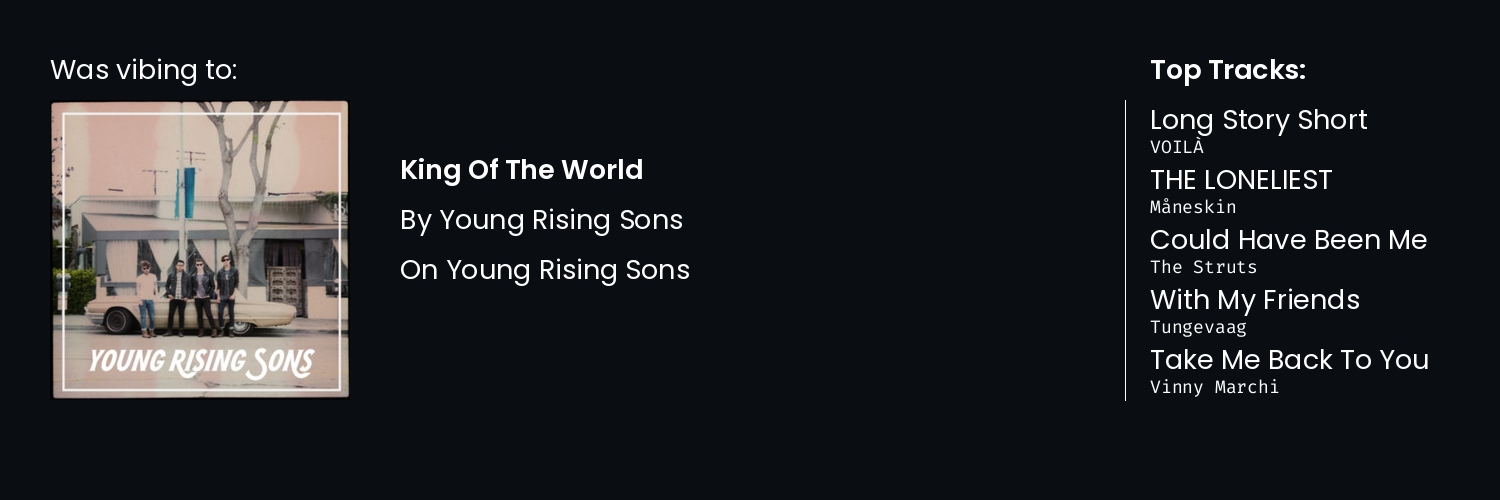 Was vibing to:
YOUNG RISING SONS
King Of The World
By Young Rising Sons
On Young Rising Sons
Top Tracks:
Long Story Short
VOILÀ
THE LONELIEST
Måneskin
Could Have Been Me
The Struts
With My Friends
Tungevaag
Take Me Back To You
Vinny Marchi